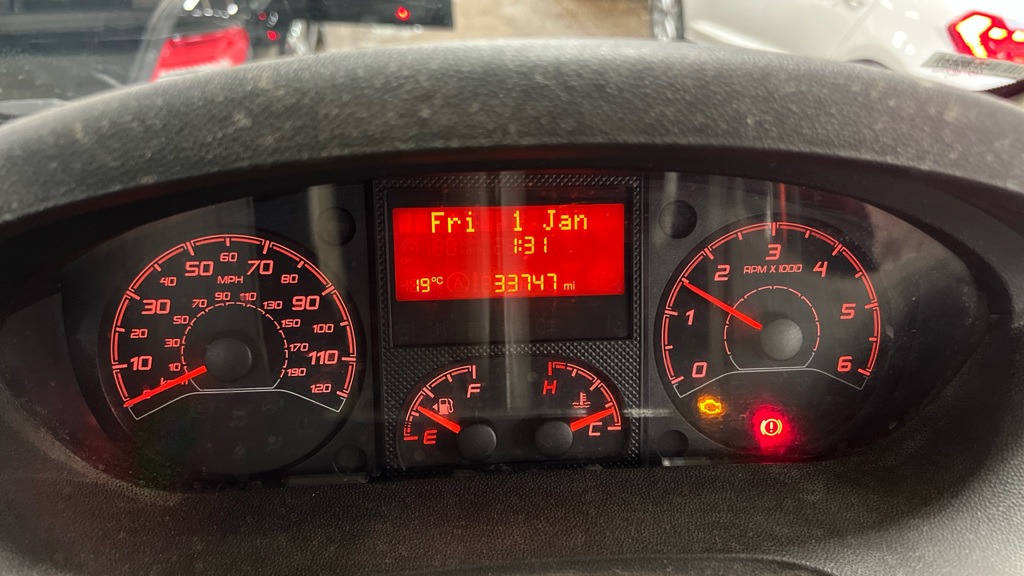 Fri 1 Jan
1:31
19°C 33747 mi
10 20 30 40 50 60 70 80 90 100 110 120
MPH
10 30 50 70 90 110 130 150 170 190
0 1 2 3 4 5 6
RPM X 1000
E F
H C